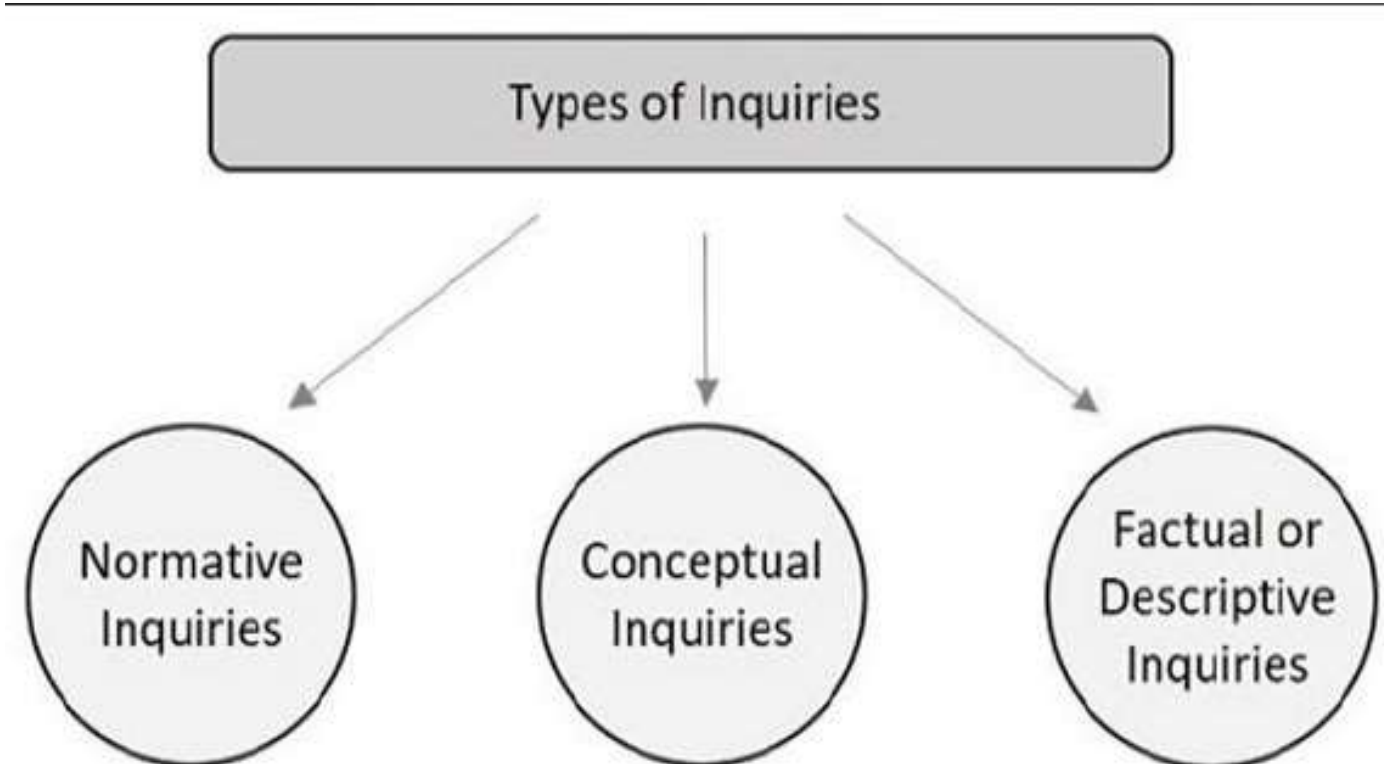 Types of Inquiries
Normative
Inquiries
Conceptual
Inquiries
Factual or
Descriptive
Inquiries